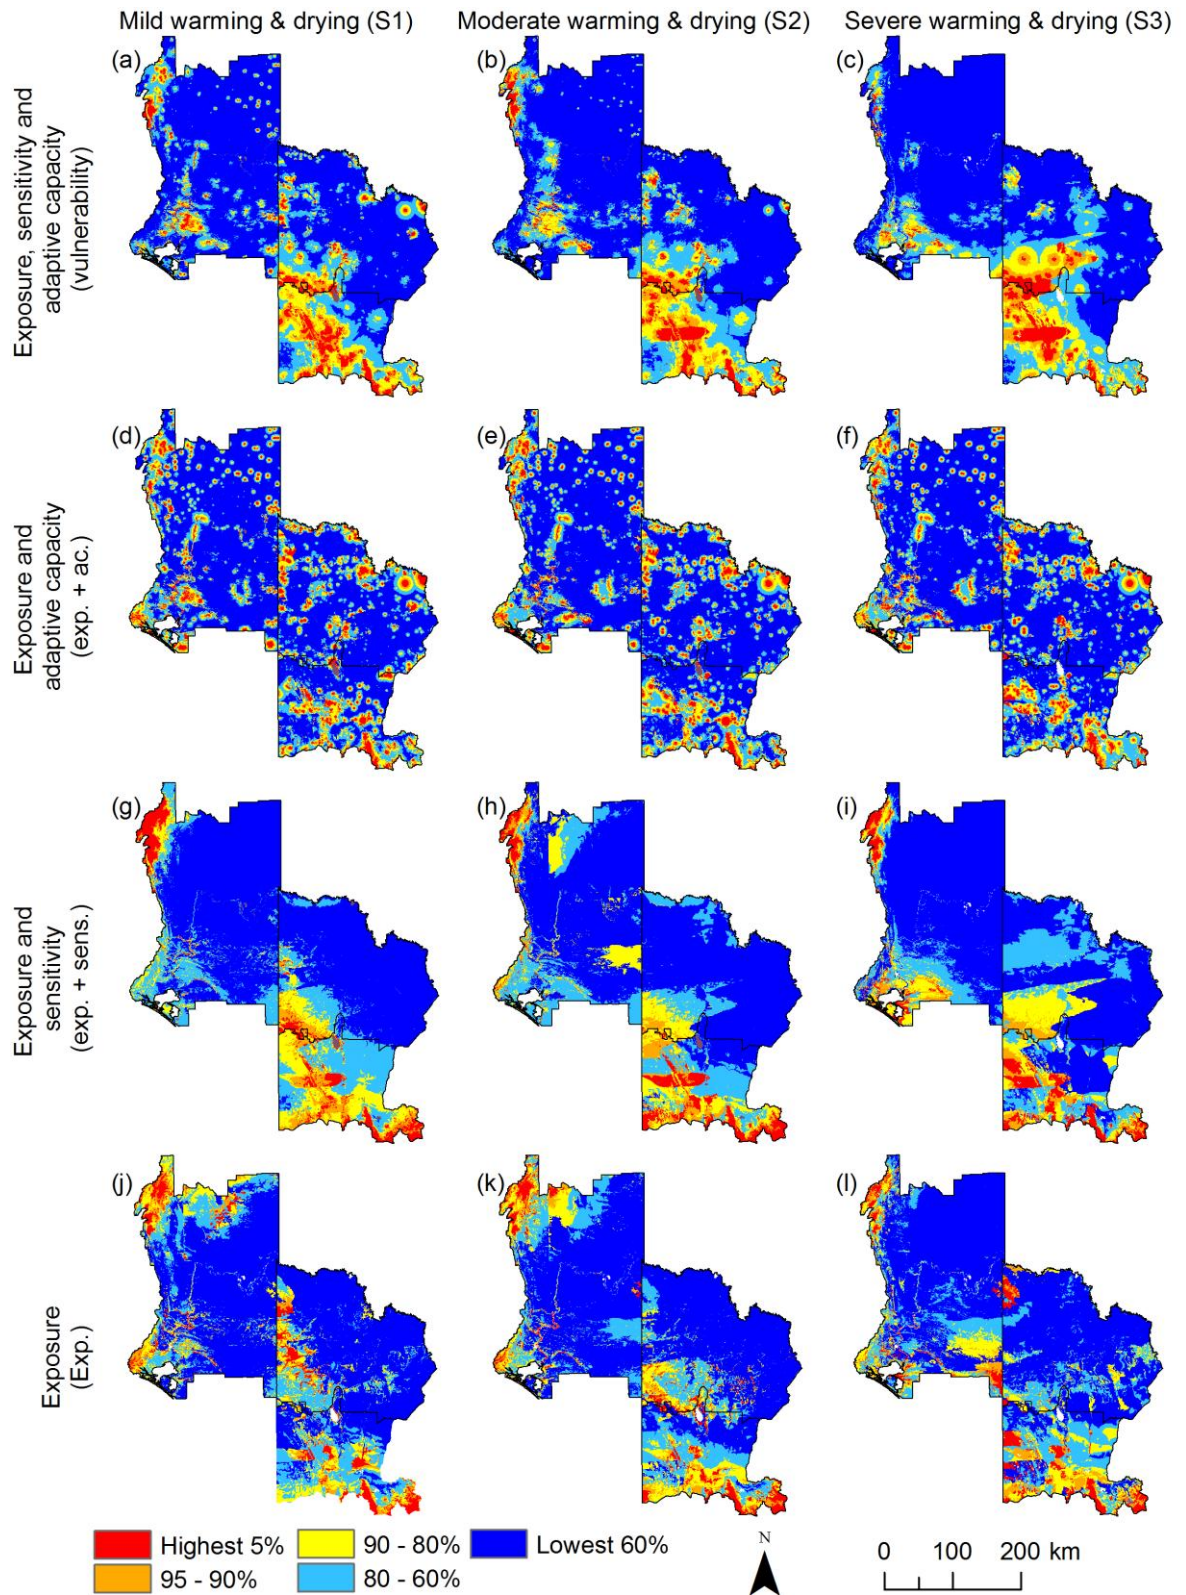 Mild warming & drying (S1)
Moderate warming & drying (S2)
Severe warming & drying (S3)
Exposure, sensitivity and
adaptive capacity
(vulnerability)
(a)
(b)
(c)
Exposure and
adaptive capacity
(exp. + ac.)
(d)
(e)
(f)
Exposure and
sensitivity
(exp. + sens.)
(g)
(h)
(i)
Exposure
(Exp.)
(j)
(k)
(l)
Highest 5%
90 - 80%
Lowest 60%
95 - 90%
80 - 60%
N
0 100 200 km